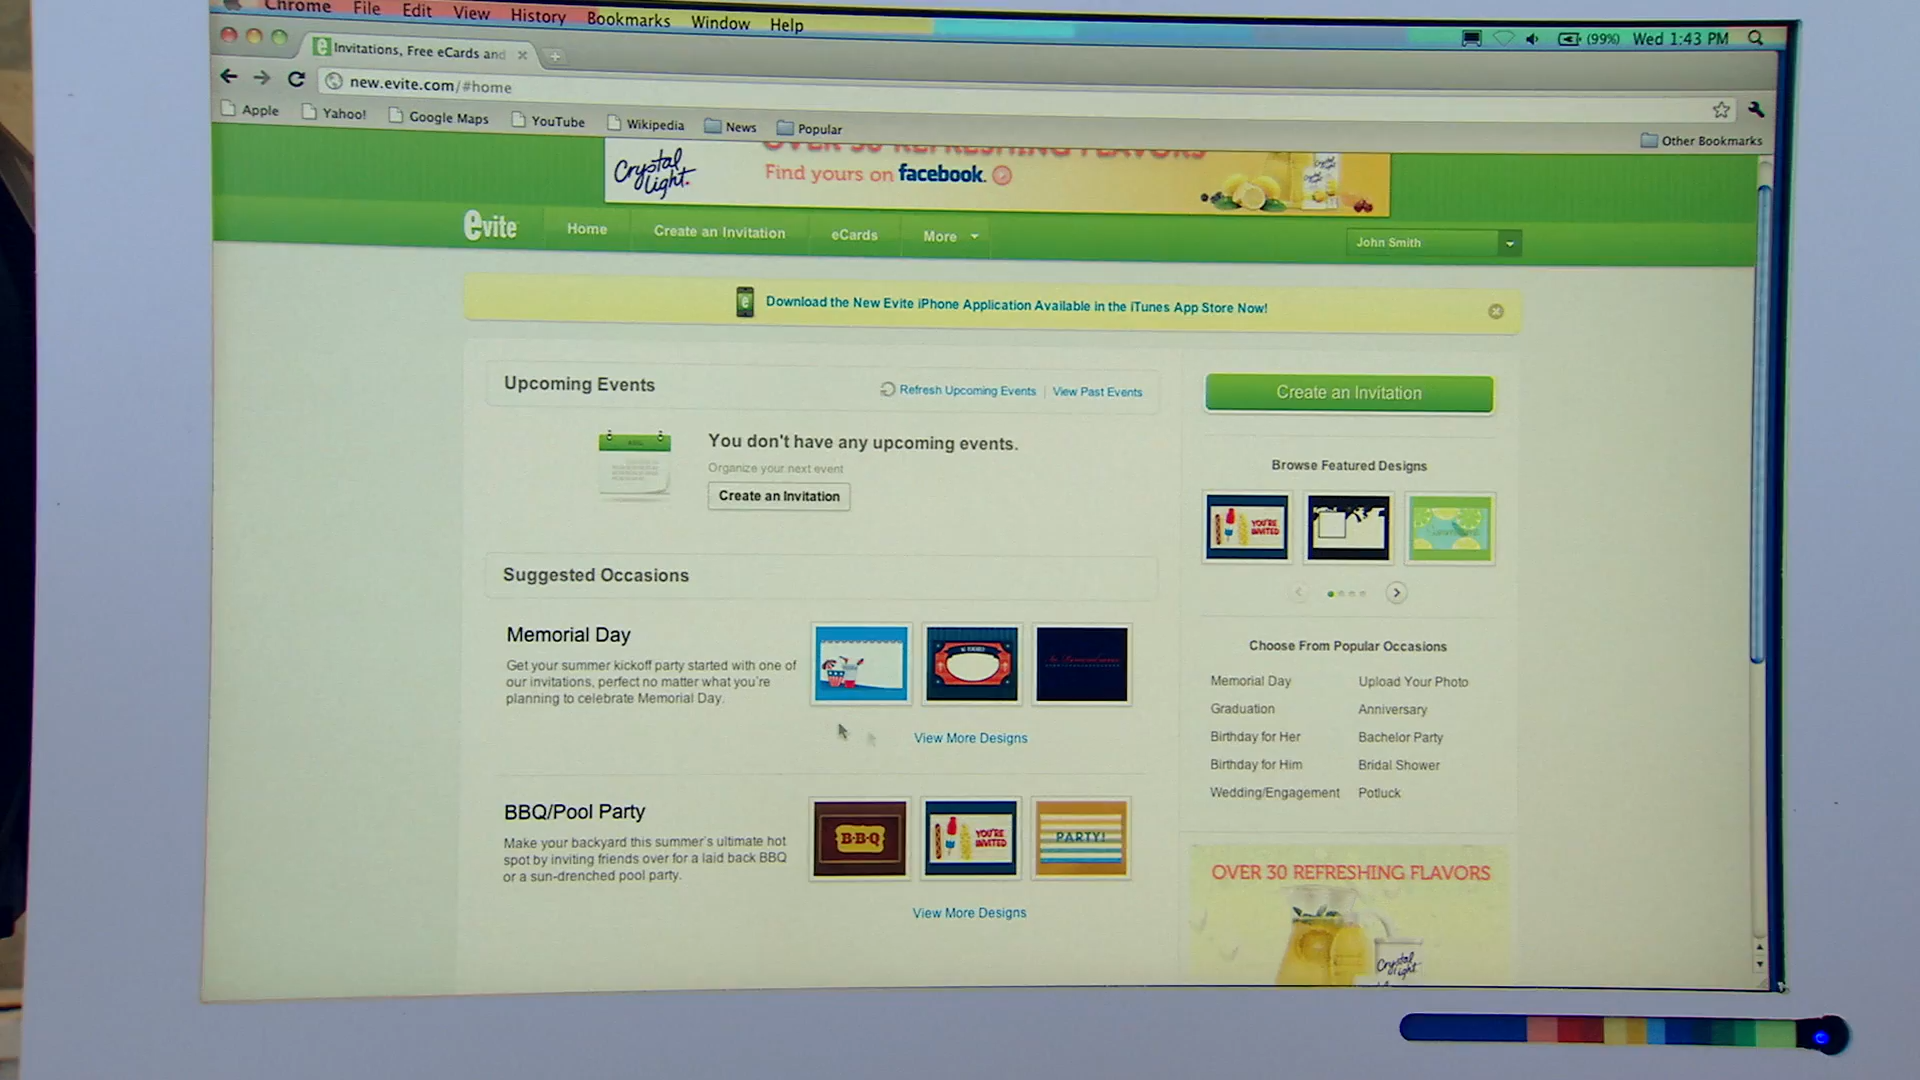 Chrome File Edit View History Bookmarks Window Help
(99%) Wed 1:43 PM
Invitations, Free eCards and
new.evite.com/#home
Apple Yahoo! Google Maps YouTube Wikipedia News Popular
Other Bookmarks
Crystal Light
OVER 30 REFRESHING FLAVORS
Find yours on facebook.
evite Home Create an Invitation eCards More
John Smith
Download the New Evite iPhone Application Available in the iTunes App Store Now!
Upcoming Events
Refresh Upcoming Events | View Past Events
You don't have any upcoming events.
Organize your next event
Create an Invitation
Suggested Occasions
Memorial Day
Get your summer kickoff party started with one of
our invitations, perfect no matter what you're
planning to celebrate Memorial Day.
View More Designs
BBQ/Pool Party
Make your backyard this summer's ultimate hot
spot by inviting friends over for a laid back BBQ
or a sun-drenched pool party.
B·B·Q
YOU'RE
INVITED
PARTY!
View More Designs
Create an Invitation
Browse Featured Designs
YOU'RE
INVITED
Choose From Popular Occasions
Memorial Day
Graduation
Birthday for Her
Birthday for Him
Wedding/Engagement
Upload Your Photo
Anniversary
Bachelor Party
Bridal Shower
Potluck
OVER 30 REFRESHING FLAVORS
Crystal
Light